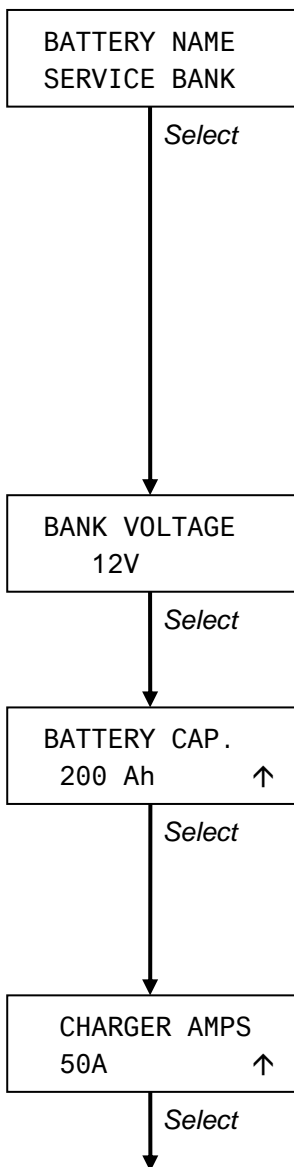 BATTERY NAME
SERVICE BANK
Select
BANK VOLTAGE
12V
Select
BATTERY CAP.
200 Ah ↑
Select
CHARGER AMPS
50A ↑
Select